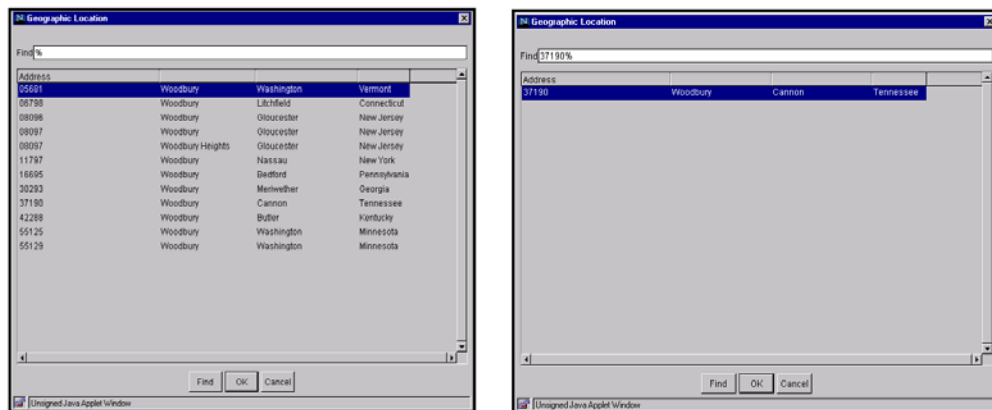 Geographic Location
Find %
Address
05681 Woodbury Washington Vermont
06798 Woodbury Litchfield Connecticut
08096 Woodbury Gloucester New Jersey
08097 Woodbury Gloucester New Jersey
08097 Woodbury Heights Gloucester New Jersey
11797 Woodbury Nassau New York
16695 Woodbury Bedford Pennsylvania
30293 Woodbury Meriwether Georgia
37190 Woodbury Cannon Tennessee
42288 Woodbury Butler Kentucky
55125 Woodbury Washington Minnesota
55129 Woodbury Washington Minnesota
Find OK Cancel
Unsigned Java Applet Window
Geographic Location
Find 37190%
Address
37190 Woodbury Cannon Tennessee
Find OK Cancel
Unsigned Java Applet Window